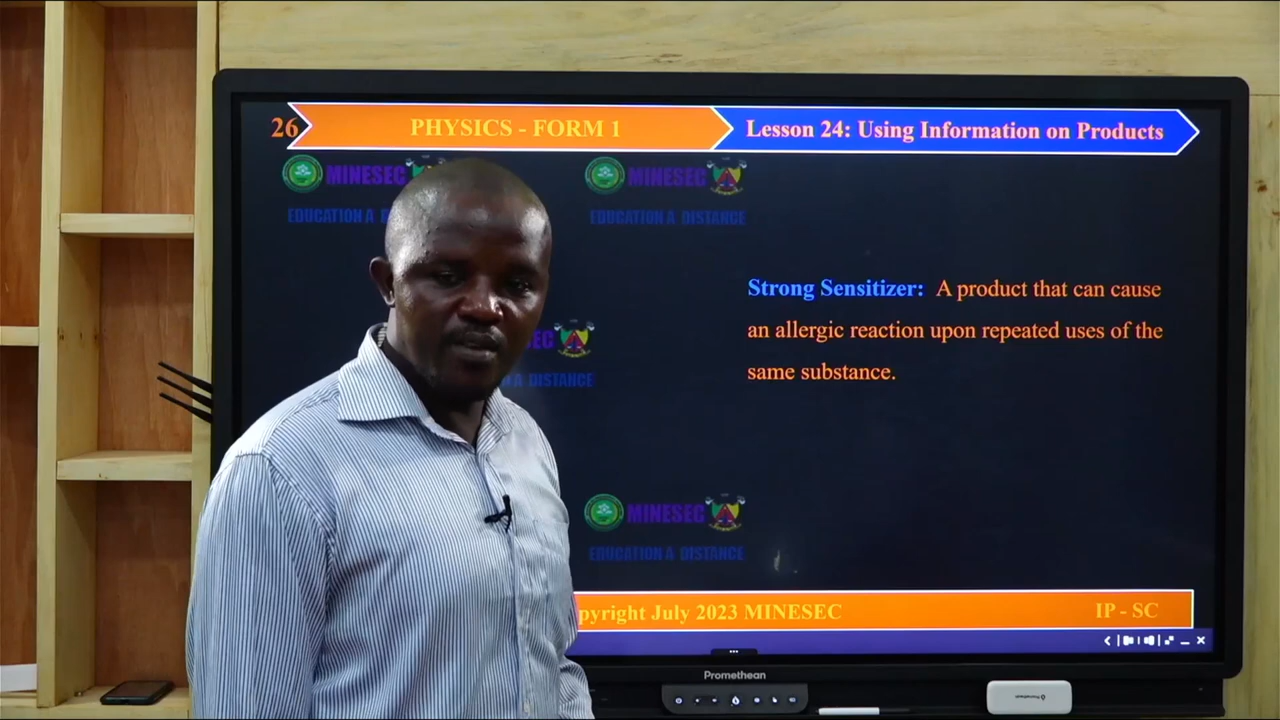 26
PHYSICS - FORM 1
Lesson 24: Using Information on Products
MINESEC
EDUCATION A
MINESEC
EDUCATION A DISTANCE
Strong Sensitizer: A product that can cause
an allergic reaction upon repeated uses of the
same substance.
A DISTANCE
MINESEC
EDUCATION A DISTANCE
July 2023 MINESEC
IP - SC
Promethean